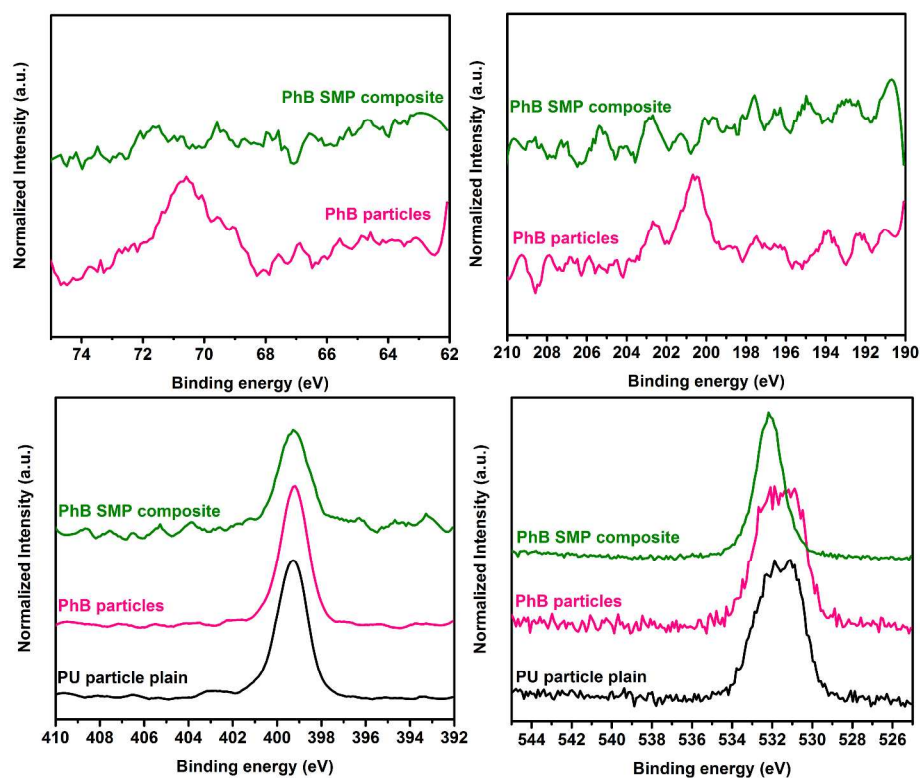 Normalized Intensity (a.u.)
PhB SMP composite
PhB particles
74 72 70 68 66 64 62
Binding energy (eV)
Normalized Intensity (a.u.)
PhB SMP composite
PhB particles
210 208 206 204 202 200 198 196 194 192 190
Binding energy (eV)
Normalized Intensity (a.u.)
PhB SMP composite
PhB particles
PU particle plain
410 408 406 404 402 400 398 396 394 392
Binding energy (eV)
Normalized Intensity (a.u.)
PhB SMP composite
PhB particles
PU particle plain
544 542 540 538 536 534 532 530 528 526
Binding energy (eV)